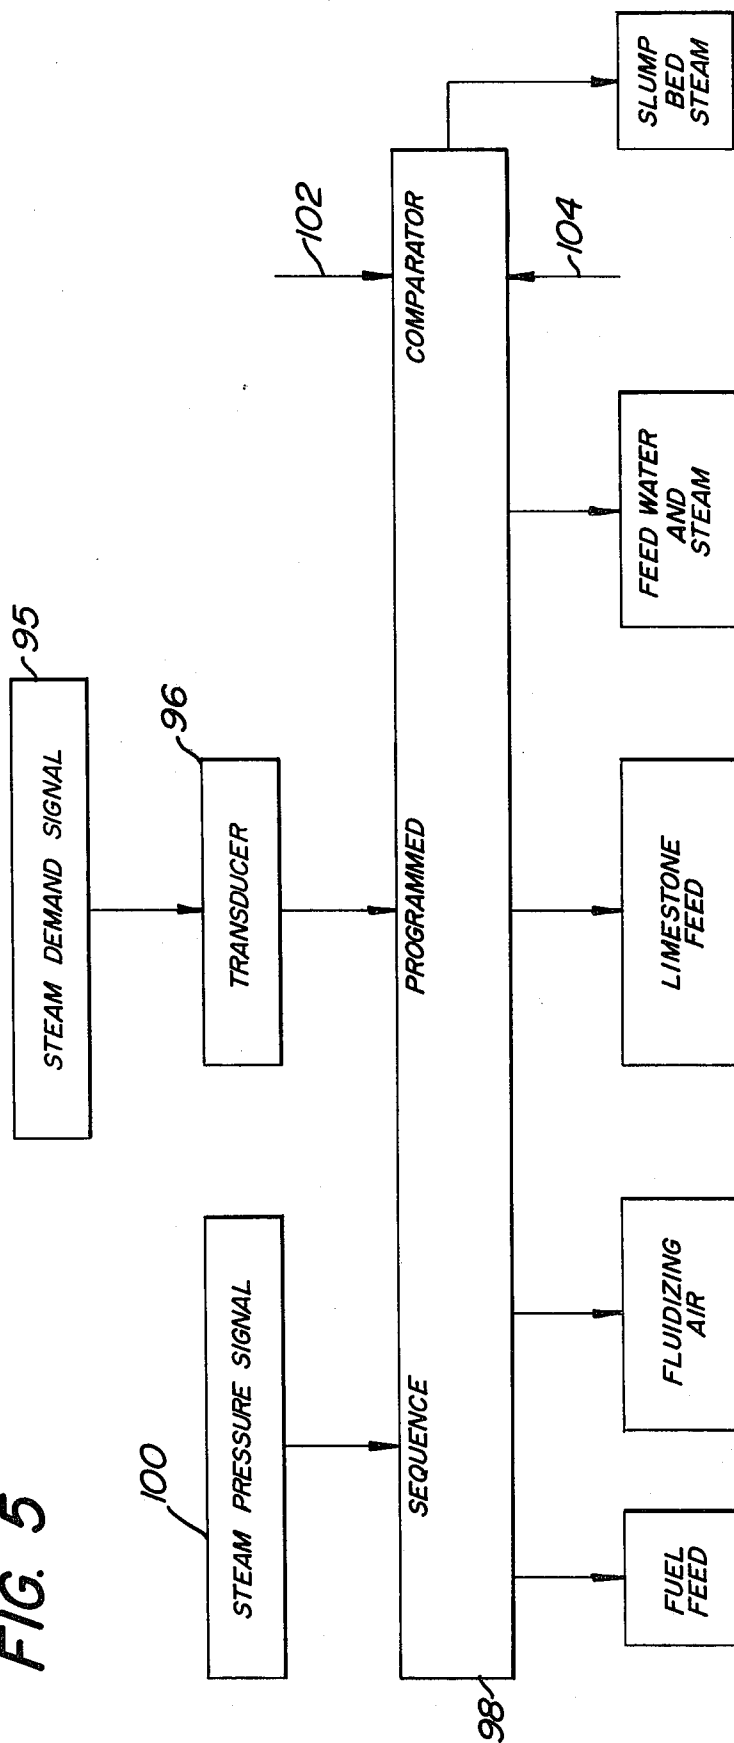 FIG. 5
STEAM DEMAND SIGNAL
95
TRANSDUCER
96
100
STEAM PRESSURE SIGNAL
102
SEQUENCE PROGRAMMED COMPARATOR
98
104
FUEL
FEED
FLUIDIZING
AIR
LIMESTONE
FEED
FEED WATER
AND
STEAM
SLUMP
BED
STEAM